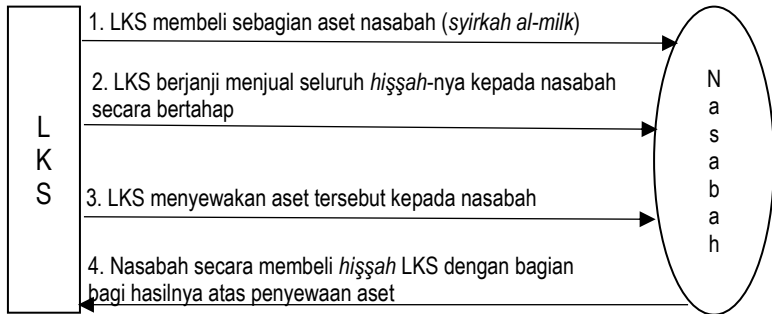 1. LKS membeli sebagian aset nasabah (syirkah al-milk)
2. LKS berjanji menjual seluruh hişşah-nya kepada nasabah
secara bertahap
L
K
S
3. LKS menyewakan aset tersebut kepada nasabah
4. Nasabah secara membeli hişşah LKS dengan bagian
bagi hasilnya atas penyewaan aset
N
a
s
a
b
a
h